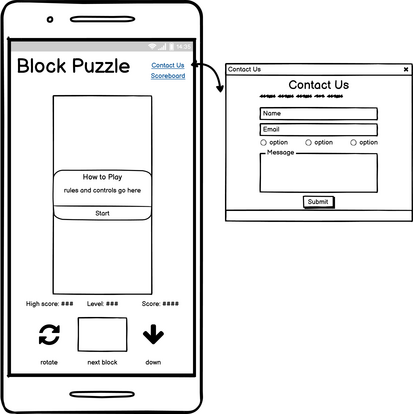 14:20
Block Puzzle
Contact Us
Scoreboard
How to Play
rules and controls go here
Start
High score: ###
Level: ###
Score: ####
rotate
next block
down
Contact Us
Contact Us
Name
Email
option
option
option
Message
Submit